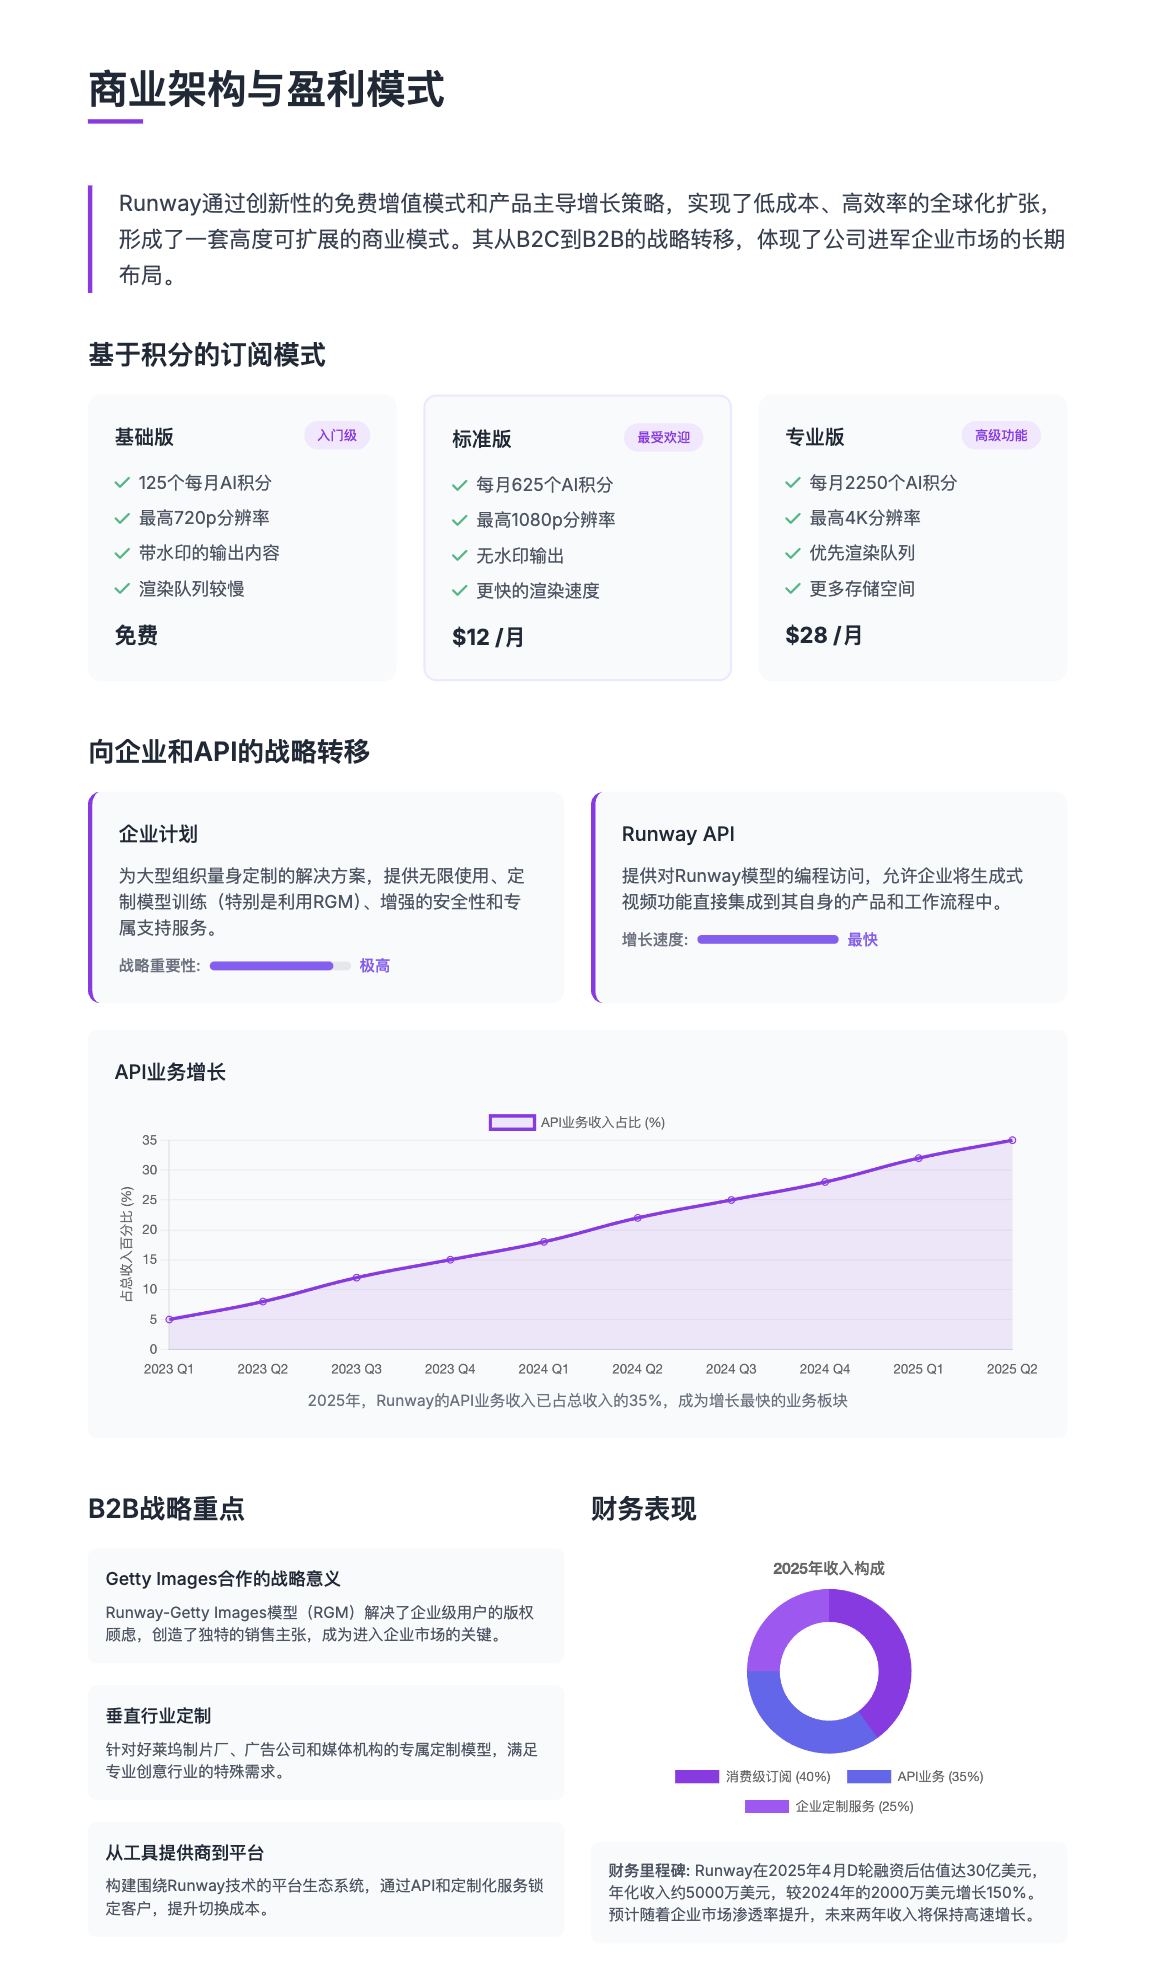 商业架构与盈利模式
Runway通过创新性的免费增值模式和产品主导增长策略，实现了低成本、高效率的全球化扩张，
形成了一套高度可扩展的商业模式。其从B2C到B2B的战略转移，体现了公司进军企业市场的长期
布局。
基于积分的订阅模式
基础版
入门级
125个每月AI积分
最高720p分辨率
带水印的输出内容
渲染队列较慢
免费
标准版
最受欢迎
每月625个AI积分
最高1080p分辨率
无水印输出
更快的渲染速度
$12 /月
专业版
高级功能
每月2250个AI积分
最高4K分辨率
优先渲染队列
更多存储空间
$28 /月
向企业和API的战略转移
企业计划
为大型组织量身定制的解决方案，提供无限使用、定
制模型训练（特别是利用RGM）、增强的安全性和专
属支持服务。
战略重要性: 极高
Runway API
提供对Runway模型的编程访问，允许企业将生成式
视频功能直接集成到其自身的产品和工作流程中。
增长速度: 最快
API业务增长
API业务收入占比 (%)
占总收入百分比 (%)
35
30
25
20
15
10
5
0
2023 Q1 2023 Q2 2023 Q3 2023 Q4 2024 Q1 2024 Q2 2024 Q3 2024 Q4 2025 Q1 2025 Q2
2025年，Runway的API业务收入已占总收入的35%，成为增长最快的业务板块
B2B战略重点
Getty Images合作的战略意义
Runway-Getty Images模型（RGM）解决了企业级用户的版权
顾虑，创造了独特的销售主张，成为进入企业市场的关键。
垂直行业定制
针对好莱坞制片厂、广告公司和媒体机构的专属定制模型，满足
专业创意行业的特殊需求。
从工具提供商到平台
构建围绕Runway技术的平台生态系统，通过API和定制化服务锁
定客户，提升切换成本。
财务表现
2025年收入构成
消费级订阅 (40%) API业务 (35%)
企业定制服务 (25%)
财务里程碑: Runway在2025年4月D轮融资后估值达30亿美元，
年化收入约5000万美元，较2024年的2000万美元增长150%。
预计随着企业市场渗透率提升，未来两年收入将保持高速增长。